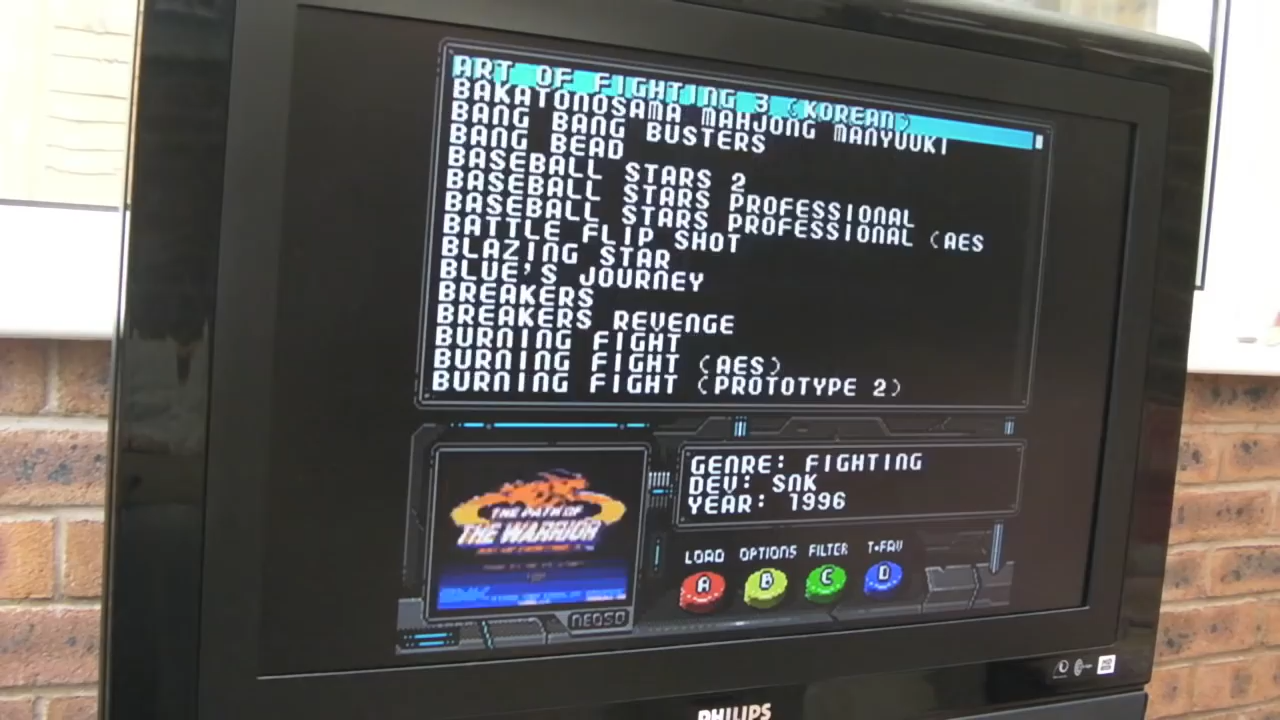 ART OF FIGHTING 3 (KOREAN)
BAKATONOSAMA MAHJONG MANYUUKI
BANG BANG BUSTERS
BANG BEAD
BASEBALL STARS 2
BASEBALL STARS PROFESSIONAL
BASEBALL STARS PROFESSIONAL (AES
BATTLE FLIP SHOT
BLAZING STAR
BLUE'S JOURNEY
BREAKERS
BREAKERS REVENGE
BURNING FIGHT
BURNING FIGHT (AES)
BURNING FIGHT (PROTOTYPE 2)
THE PATH OF
THE WARRIOR
GENRE: FIGHTING
DEV: SNK
YEAR: 1996
LOAD OPTIONS FILTER T+FAV
A B C D
NEOSD
PHILIPS